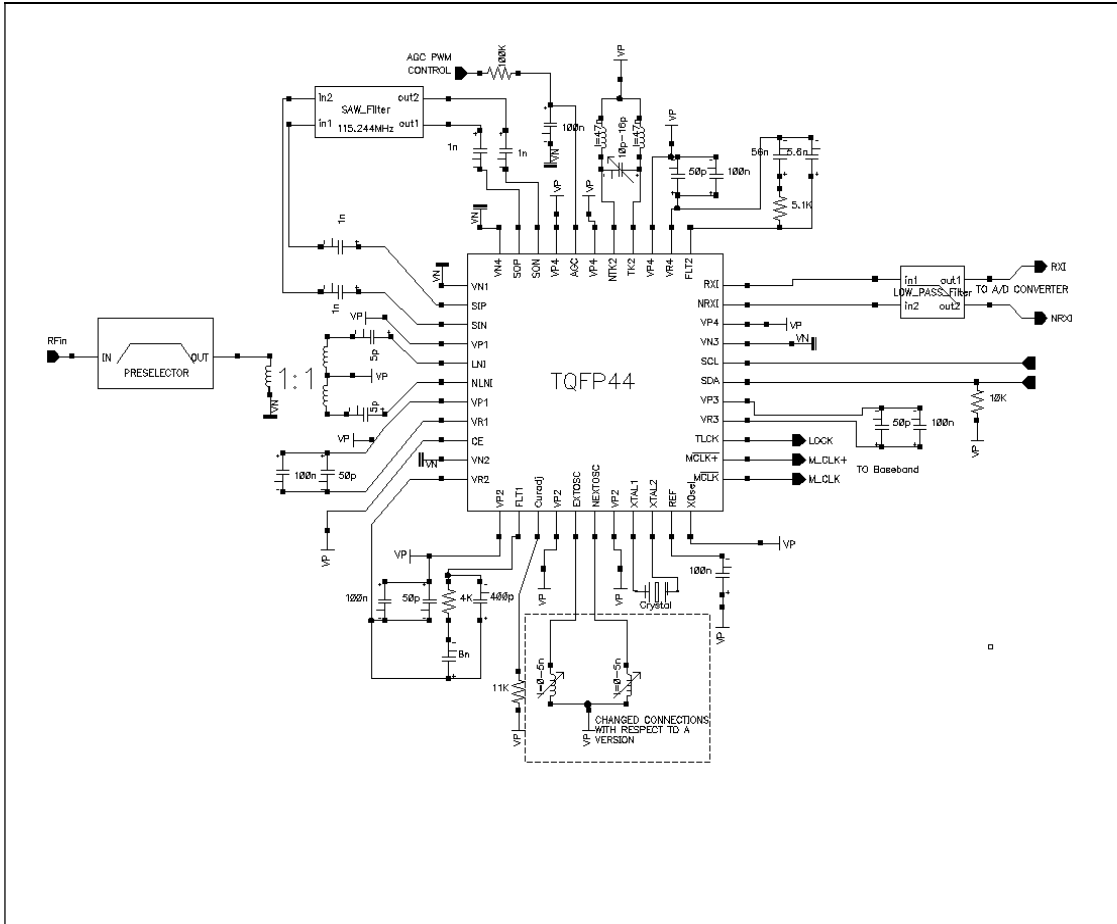 AGC PWM
CONTROL
100K
VP
In2
out2
SAW_Filter
In1
out1
115.244MHz
1n
1n
100n
VN
VP
l=47n
10p-16p
l=47n
VP
50p
100n
56n
5.6n
5.1K
VN
VP
1n
1n
VN4
SOP
SON
VP4
AGC
VP4
NTK2
TK2
VP4
VR4
FLT2
VN
VN1
SIP
SIN
VP
VP1
LNI
NLNI
VP1
VR1
CE
VN2
VR2
RXI
NRXI
VP4
VN3
SCL
SDA
VP3
VR3
TLCK
MCLK+
MCLK
TQFP44
in1
out1
LOW_PASS_Filter
in2
out2
RXI
TO A/D CONVERTER
NRXI
VP
VN
10K
VP
50p
100n
TO Baseband
LOCK
M_CLK+
M_CLK
RFin
IN
OUT
PRESELECTOR
VN
1:1
5p
VP
5p
VP
100n
50p
VN
VP
VP2
FLT1
Curadj
VP2
EXTOSC
NEXTOSC
VP2
XTAL1
XTAL2
REF
XOsel
VP
100n
50p
4K
400p
8n
VP
VP
Crystal
100n
VP
VP
11K
VP
l=0-5n
l=0-5n
VP
CHANGED CONNECTIONS
WITH RESPECT TO A
VERSION